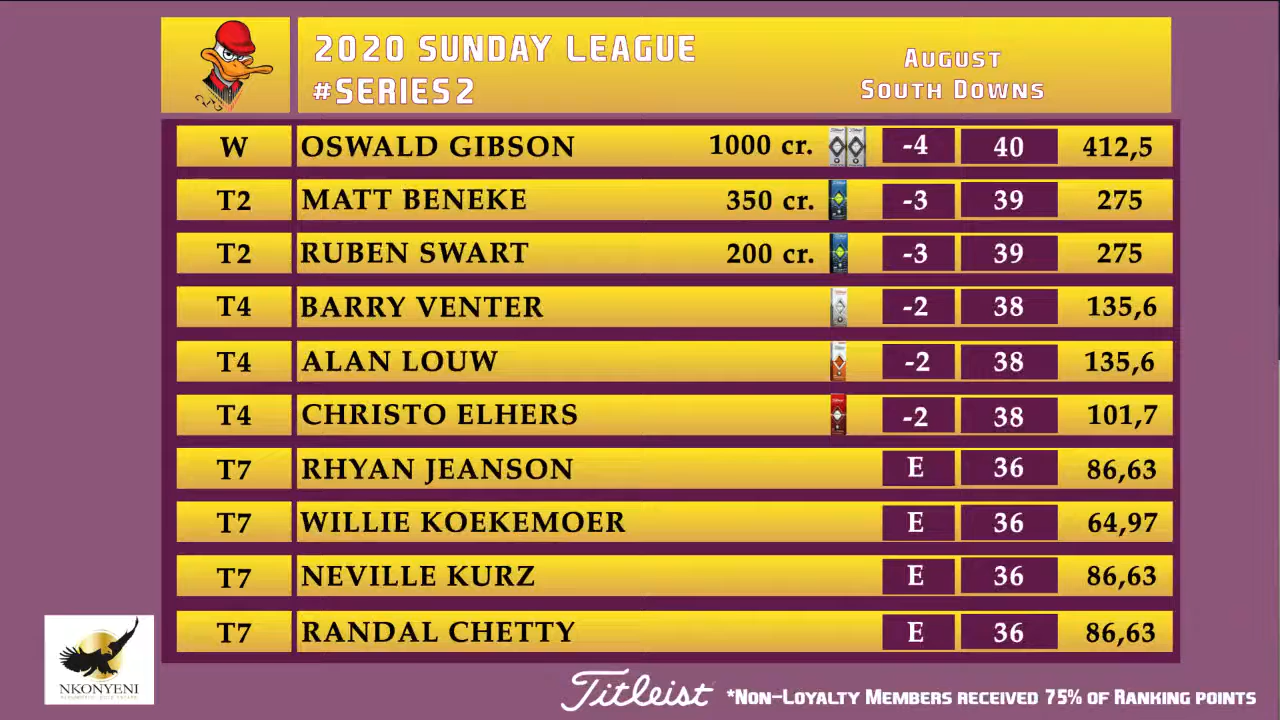 2020 SUNDAY LEAGUE
#SERIES2
AUGUST
SOUTH DOWNS
W OSWALD GIBSON 1000 cr. -4 40 412,5
T2 MATT BENEKE 350 cr. -3 39 275
T2 RUBEN SWART 200 cr. -3 39 275
T4 BARRY VENTER -2 38 135,6
T4 ALAN LOUW -2 38 135,6
T4 CHRISTO ELHERS -2 38 101,7
T7 RHYAN JEANSON E 36 86,63
T7 WILLIE KOEKEMOER E 36 64,97
T7 NEVILLE KURZ E 36 86,63
T7 RANDAL CHETTY E 36 86,63
NKONYENI
Titleist
*NON-LOYALTY MEMBERS RECEIVED 75% OF RANKING POINTS